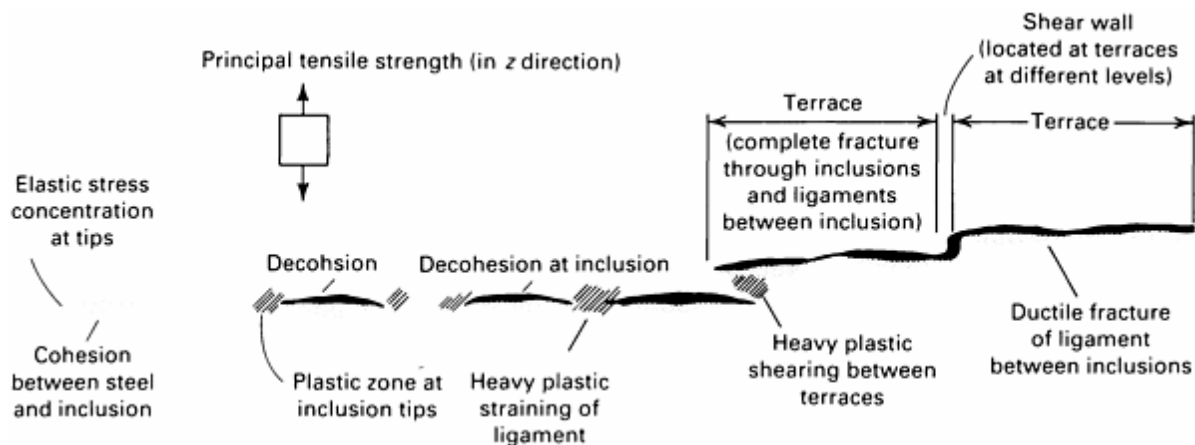 Principal tensile strength (in z direction)
Shear wall
(located at terraces
at different levels)
Terrace
(complete fracture
through inclusions
and ligaments
between inclusion)
Terrace
Elastic stress
concentration
at tips
Decohsion
Decohesion at inclusion
Cohesion
between steel
and inclusion
Plastic zone at
inclusion tips
Heavy plastic
straining of
ligament
Heavy plastic
shearing between
terraces
Ductile fracture
of ligament
between inclusions